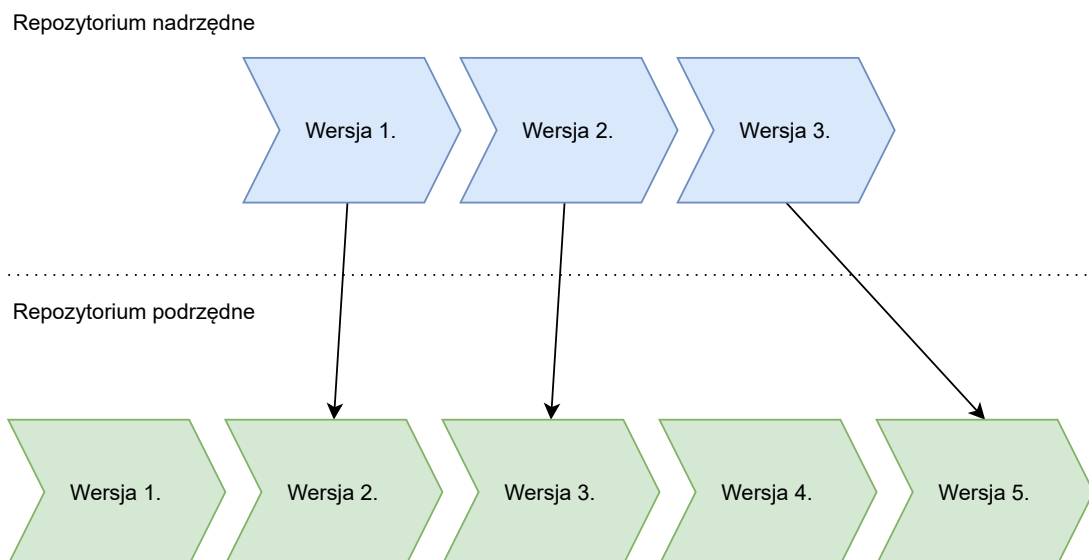 Repozytorium nadrzędne
Wersja 1.
Wersja 2.
Wersja 3.
Repozytorium podrzędne
Wersja 1.
Wersja 2.
Wersja 3.
Wersja 4.
Wersja 5.